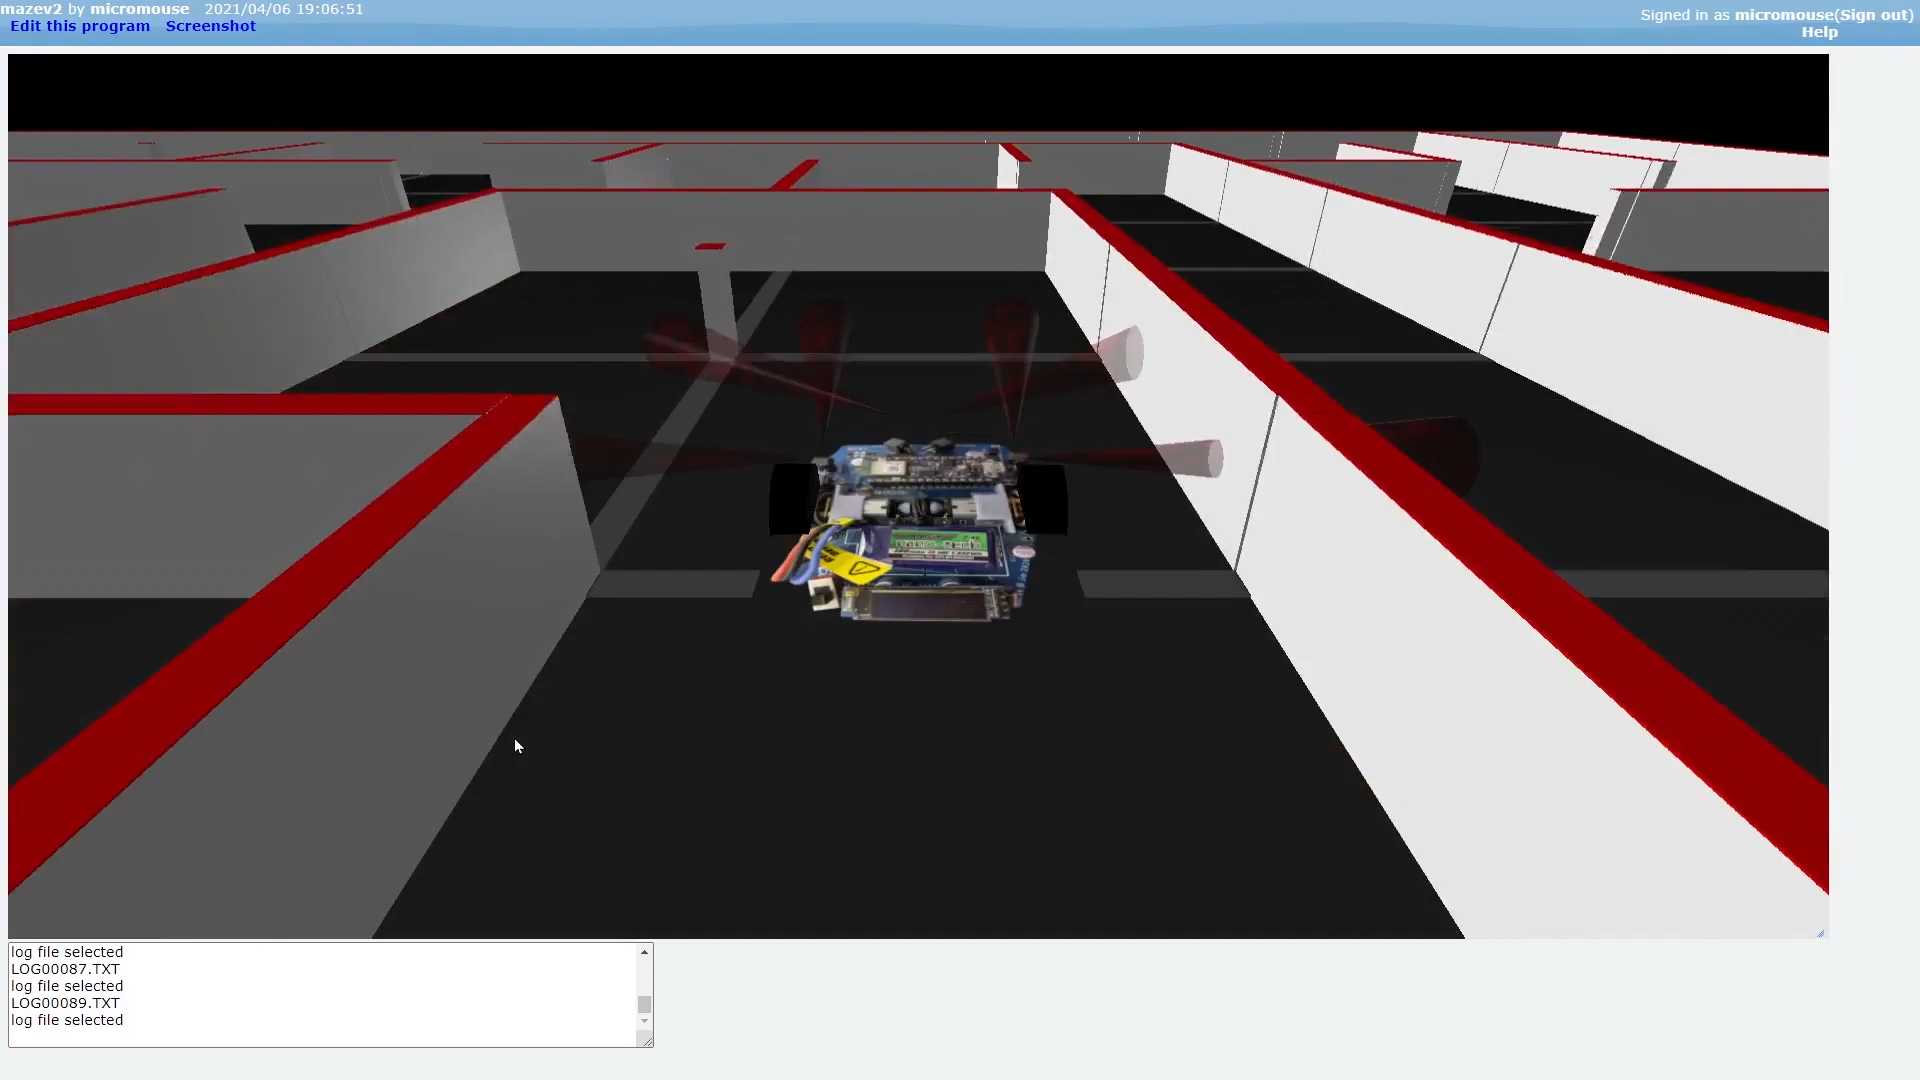 mazev2 by micromouse 2021/04/06 19:06:51
Edit this program Screenshot
Signed in as micromouse(Sign out)
Help
log file selected
LOG00087.TXT
log file selected
LOG00089.TXT
log file selected